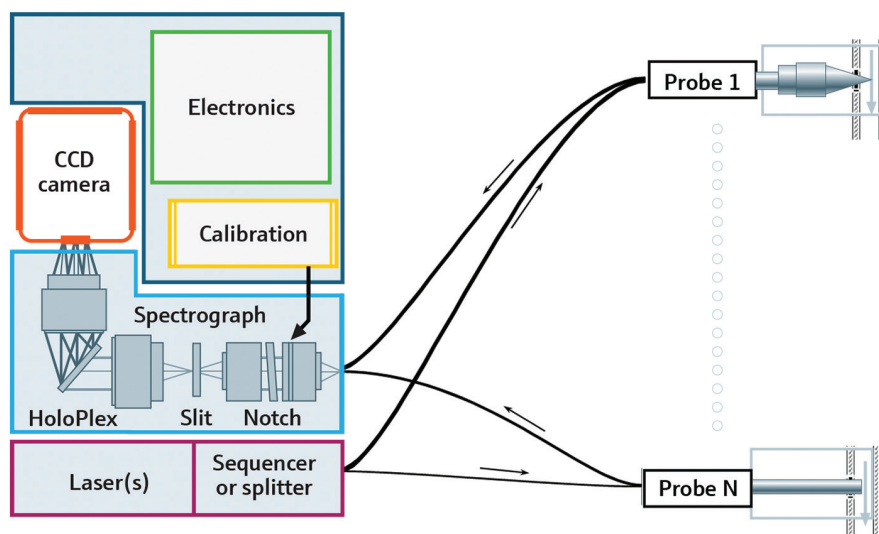 Electronics
CCD
camera
Calibration
Spectrograph
HoloPlex
Slit
Notch
Laser(s)
Sequencer
or splitter
Probe 1
Probe N